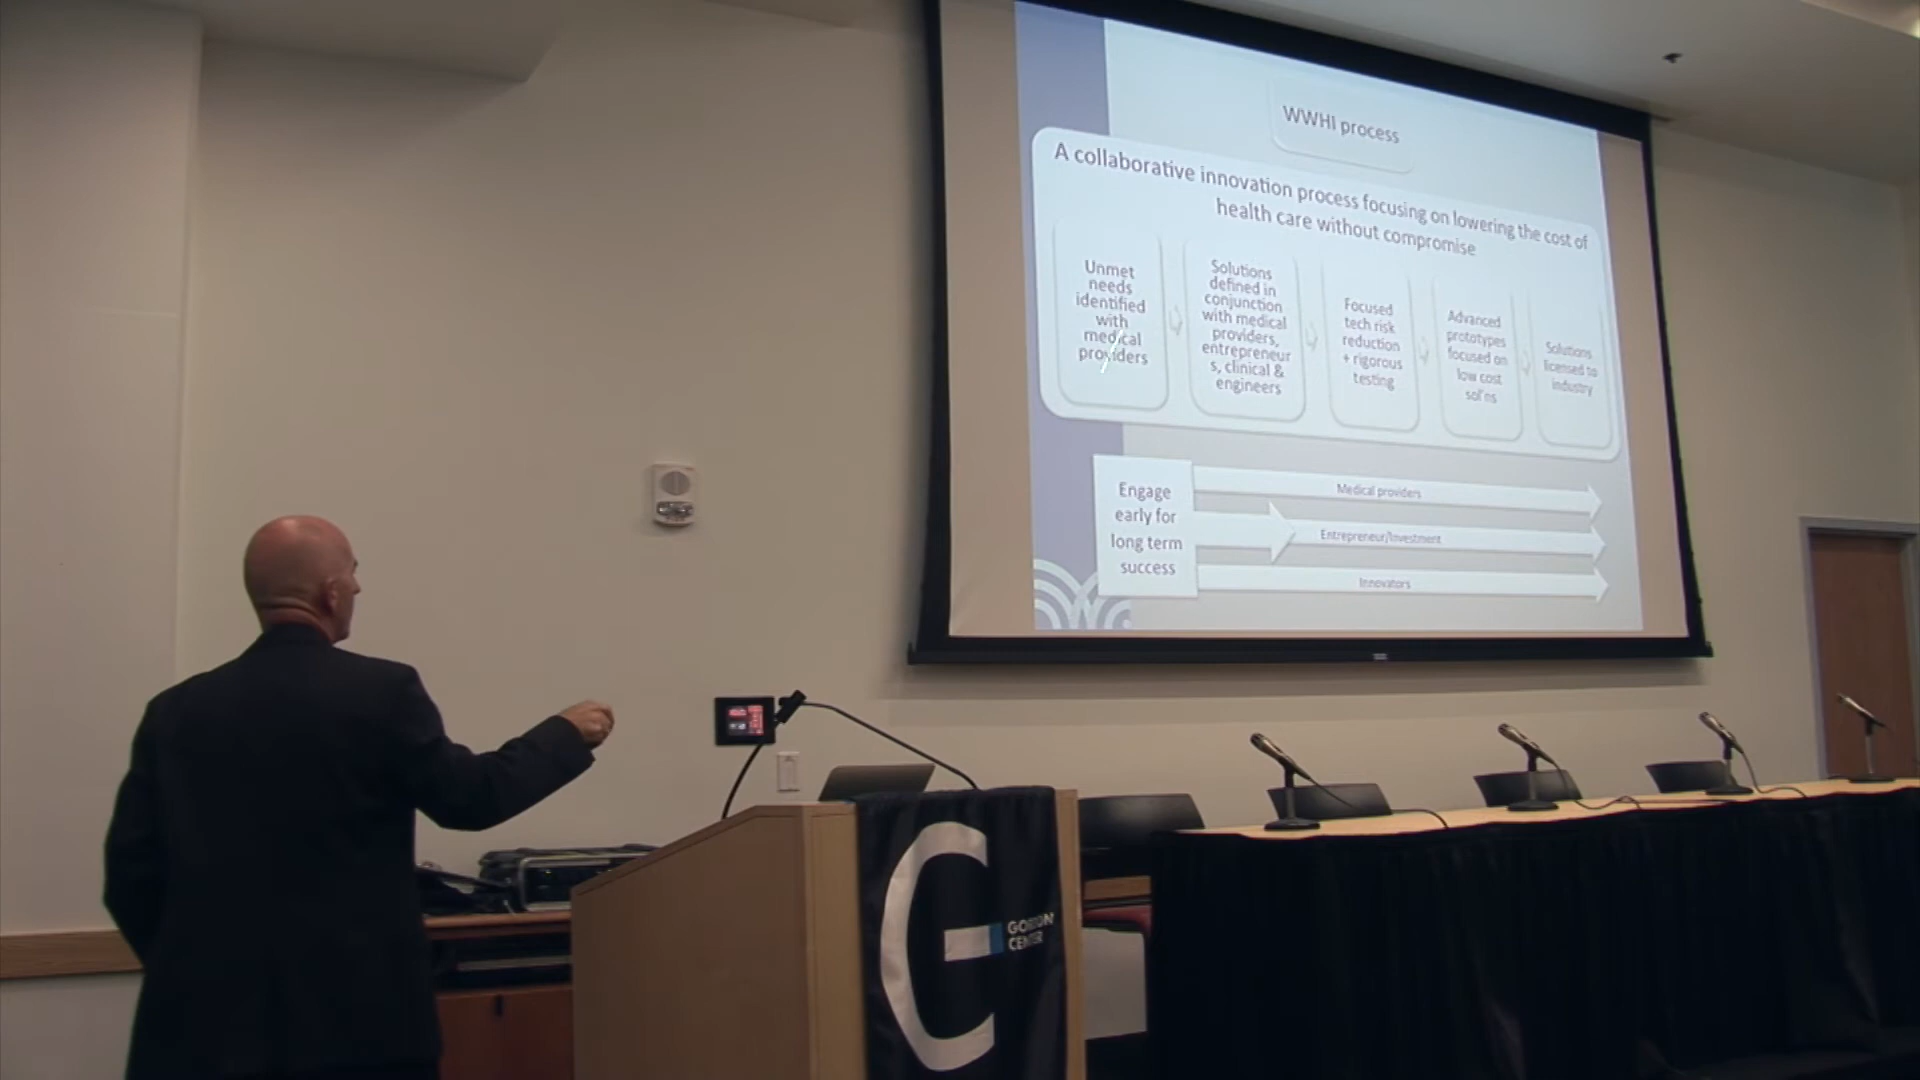 WWHI process
A collaborative innovation process focusing on lowering the cost of
health care without compromise
Unmet
needs
identified
with
medical
providers
Solutions
defined in
conjunction
with medical
providers,
entrepreneur
s, clinical &
engineers
Focused
tech risk
reduction
+ rigorous
testing
Advanced
prototypes
focused on
low cost
sol'ns
Solutions
licensed to
industry
Engage
early for
long term
success
Medical providers
Entrepreneur/Investment
Innovators
GORDON
CENTER